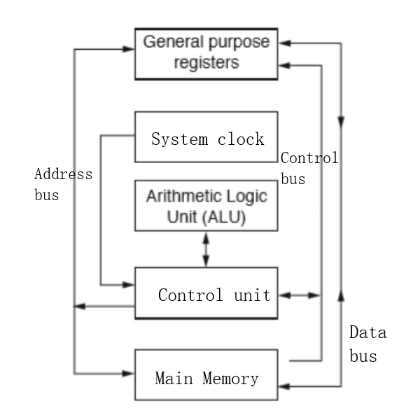 General purpose
registers
System clock
Control
bus
Address
bus
Arithmetic Logic
Unit (ALU)
Control unit
Data
bus
Main Memory